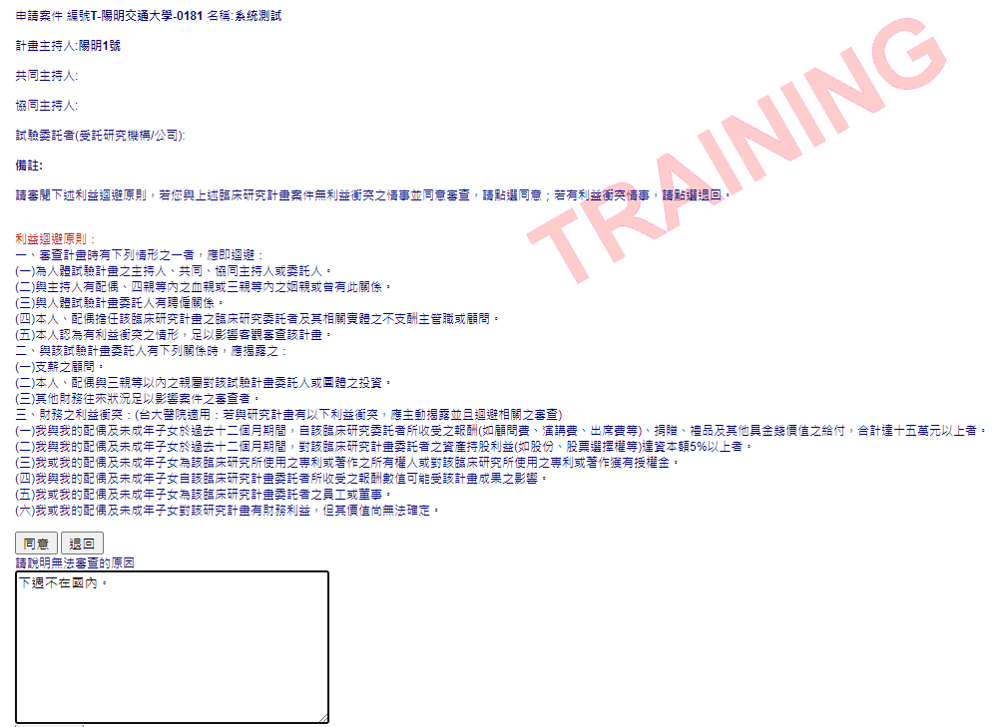 申請案件 編號T-陽明交通大學-0181 名稱:系統測試
計畫主持人:陽明1號
共同主持人:
協同主持人:
試驗委託者(受託研究機構/公司):
備註:
請審閱下述利益迴避原則，若您與上述臨床研究計畫案件無利益衝突之情事並同意審查，請點選同意；若有利益衝突情事，請點選退回。
TRAINING
利益迴避原則：
一、審查計畫時有下列情形之一者，應即迴避：
(一)為人體試驗計畫之主持人、共同、協同主持人或委託人。
(二)與主持人有配偶、四親等內之血親或三親等內之姻親或曾有此關係。
(三)與人體試驗計畫委託人有聘僱關係。
(四)本人、配偶擔任該臨床研究計畫之臨床研究委託者及其相關實體之不支酬主管職或顧問。
(五)本人認為有利益衝突之情形，足以影響客觀審查該計畫。
二、與該試驗計畫委託人有下列關係時，應揭露之：
(一)支薪之顧問。
(二)本人、配偶與三親等以內之親屬對該試驗計畫委託人或團體之投資。
(三)其他財務往來狀況足以影響案件之審查者。
三、財務之利益衝突：(台大醫院適用：若與研究計畫有以下利益衝突，應主動揭露並且迴避相關之審查)
(一)我與我的配偶及未成年子女於過去十二個月期間，自該臨床研究委託者所收受之報酬(如顧問費、演講費、出席費等)、捐贈、禮品及其他具金錢價值之給付，合計達十五萬元以上者。
(二)我與我的配偶及未成年子女於過去十二個月期間，對該臨床研究計畫委託者之資產持股利益(如股份、股票選擇權等)達資本額5%以上者。
(三)我或我的配偶及未成年子女為該臨床研究所使用之專利或著作之所有權人或對該臨床研究所使用之專利或著作獲有授權金。
(四)我與我的配偶及未成年子女自該臨床研究計畫委託者所收受之報酬數值可能受該計畫成果之影響。
(五)我或我的配偶及未成年子女為該臨床研究計畫委託者之員工或董事。
(六)我或我的配偶及未成年子女對該研究計畫有財務利益，但其價值尚無法確定。
同意 退回
請說明無法審查的原因
下週不在國內。